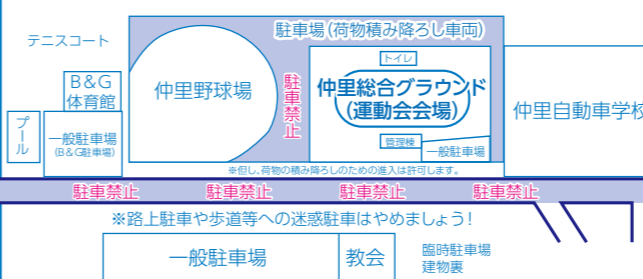 駐車場(荷物積み降ろし車両)
テニスコート
トイレ
B&G
体育館
仲里野球場
駐車禁止
仲里総合グラウンド
(運動会会場)
仲里自動車学校
プール
一般駐車場
(B&G駐車場)
管理棟
一般駐車場
※但し、荷物の積み降ろしのための進入は許可します。
駐車禁止 駐車禁止 駐車禁止 駐車禁止
※路上駐車や歩道等への迷惑駐車はやめましょう!
一般駐車場
教会
臨時駐車場
建物裏